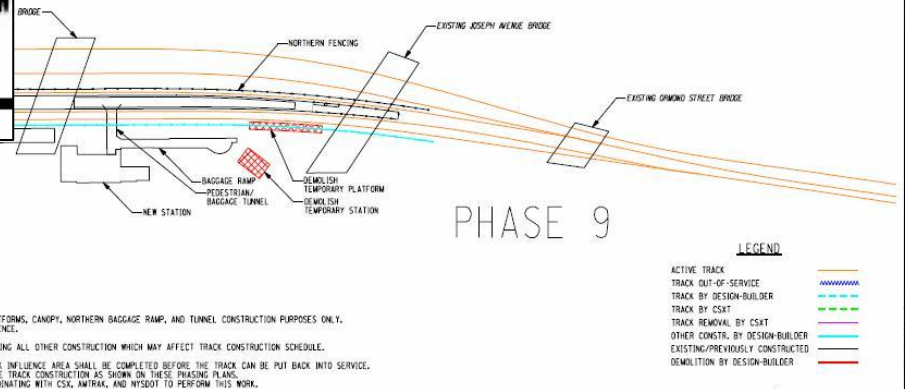 BRIDGE
EXISTING JOSEPH AVENUE BRIDGE
NORTHERN FENCING
EXISTING ORMOND STREET BRIDGE
BAGGAGE RAMP
PEDESTRIAN/
BAGGAGE TUNNEL
NEW STATION
DEMOLISH
TEMPORARY PLATFORM
DEMOLISH
TEMPORARY STATION
PHASE 9
LEGEND
ACTIVE TRACK
TRACK OUT-OF-SERVICE
TRACK BY DESIGN-BUILDER
TRACK BY CSXT
TRACK REMOVAL BY CSXT
OTHER CONSTR. BY DESIGN-BUILDER
EXISTING/PREVIOUSLY CONSTRUCTED
DEMOLITION BY DESIGN-BUILDER
TFORMS, CANOPY, NORTHERN BAGGAGE RAMP, AND TUNNEL CONSTRUCTION PURPOSES ONLY.
ENCE.
ING ALL OTHER CONSTRUCTION WHICH MAY AFFECT TRACK CONSTRUCTION SCHEDULE.
K INFLUENCE AREA SHALL BE COMPLETED BEFORE THE TRACK CAN BE PUT BACK INTO SERVICE.
E TRACK CONSTRUCTION AS SHOWN ON THESE PHASING PLANS.
DINATING WITH CSX, AMTRAK, AND NYSDOT TO PERFORM THIS WORK.